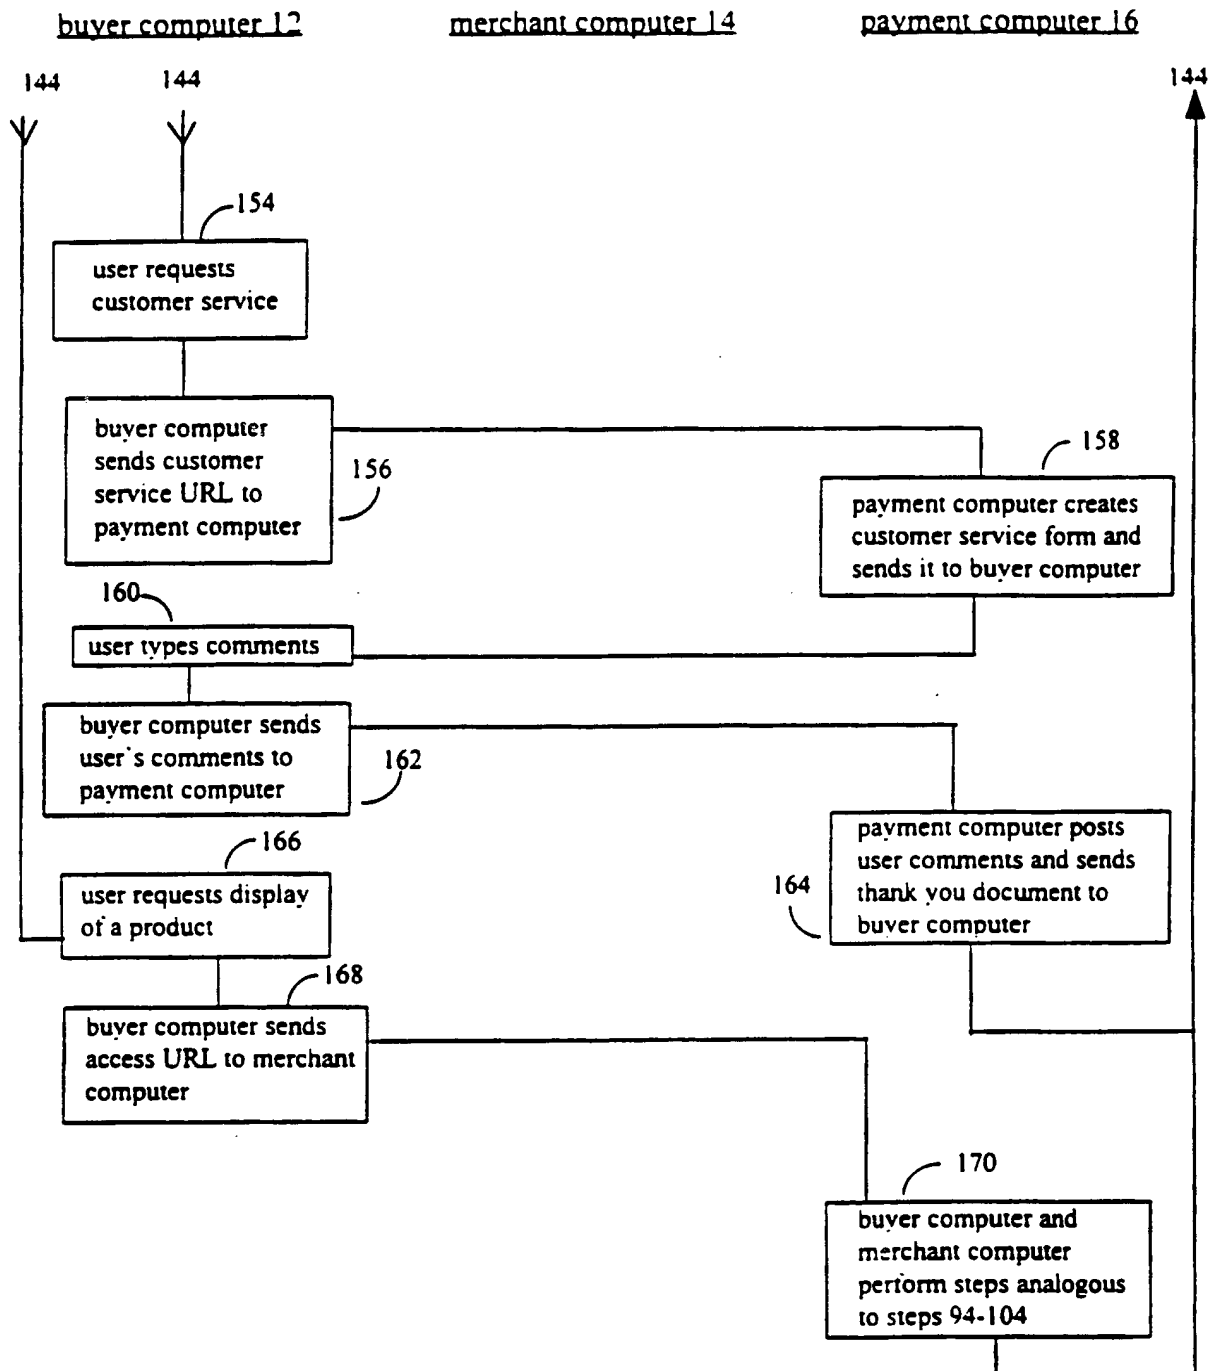 buyer computer 12
merchant computer 14
payment computer 16
144
144
144
154
user requests
customer service
buyer computer
sends customer
service URL to
payment computer
156
158
payment computer creates
customer service form and
sends it to buyer computer
160
user types comments
buyer computer sends
user's comments to
payment computer
162
payment computer posts
user comments and sends
thank you document to
buyer computer
164
166
user requests display
of a product
168
buyer computer sends
access URL to merchant
computer
170
buyer computer and
merchant computer
perform steps analogous
to steps 94-104